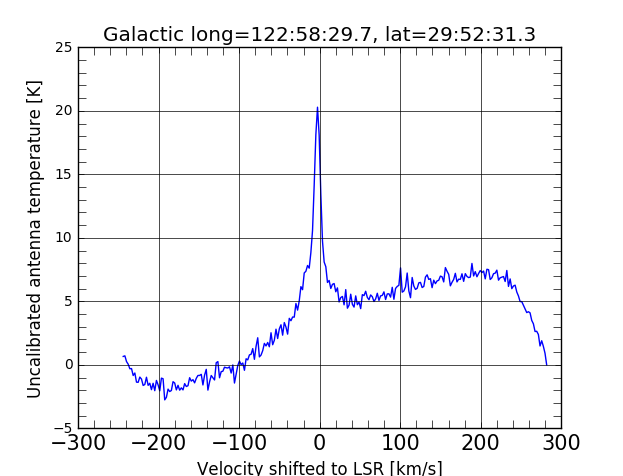 Galactic long=122:58:29.7, lat=29:52:31.3
Uncalibrated antenna temperature [K]
25
20
15
10
5
0
−5
−300 −200 −100 0 100 200 300
Velocity shifted to LSR [km/s]